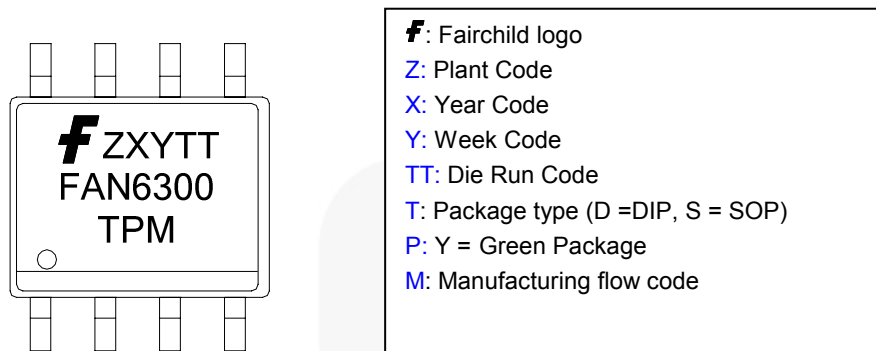 ZXYTT
FAN6300
TPM
f: Fairchild logo
Z: Plant Code
X: Year Code
Y: Week Code
TT: Die Run Code
T: Package type (D =DIP, S = SOP)
P: Y = Green Package
M: Manufacturing flow code